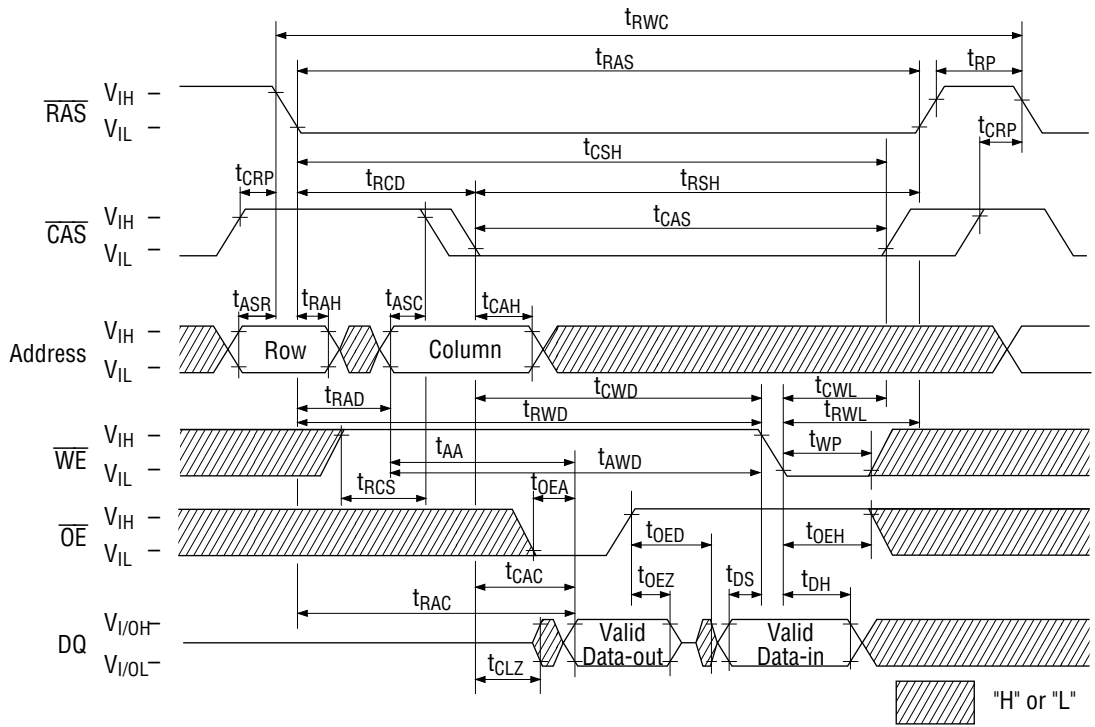 tRWC
tRAS
tRP
RAS
VIH –
VIL –
tCRP
tCSH
tCRP
tRCD
tRSH
CAS
VIH –
VIL –
tCAS
tASR
tRAH
tASC
tCAH
Address
VIH –
VIL –
Row
Column
tRAD
tCWD
tCWL
tRWD
tRWL
WE
VIH –
VIL –
tAA
tAWD
tWP
tRCS
tOEA
OE
VIH –
VIL –
tOED
tOEH
tCAC
tOEZ
tDS
tDH
tRAC
DQ
VI/OH–
VI/OL–
Valid
Data-out
Valid
Data-in
tCLZ
"H" or "L"